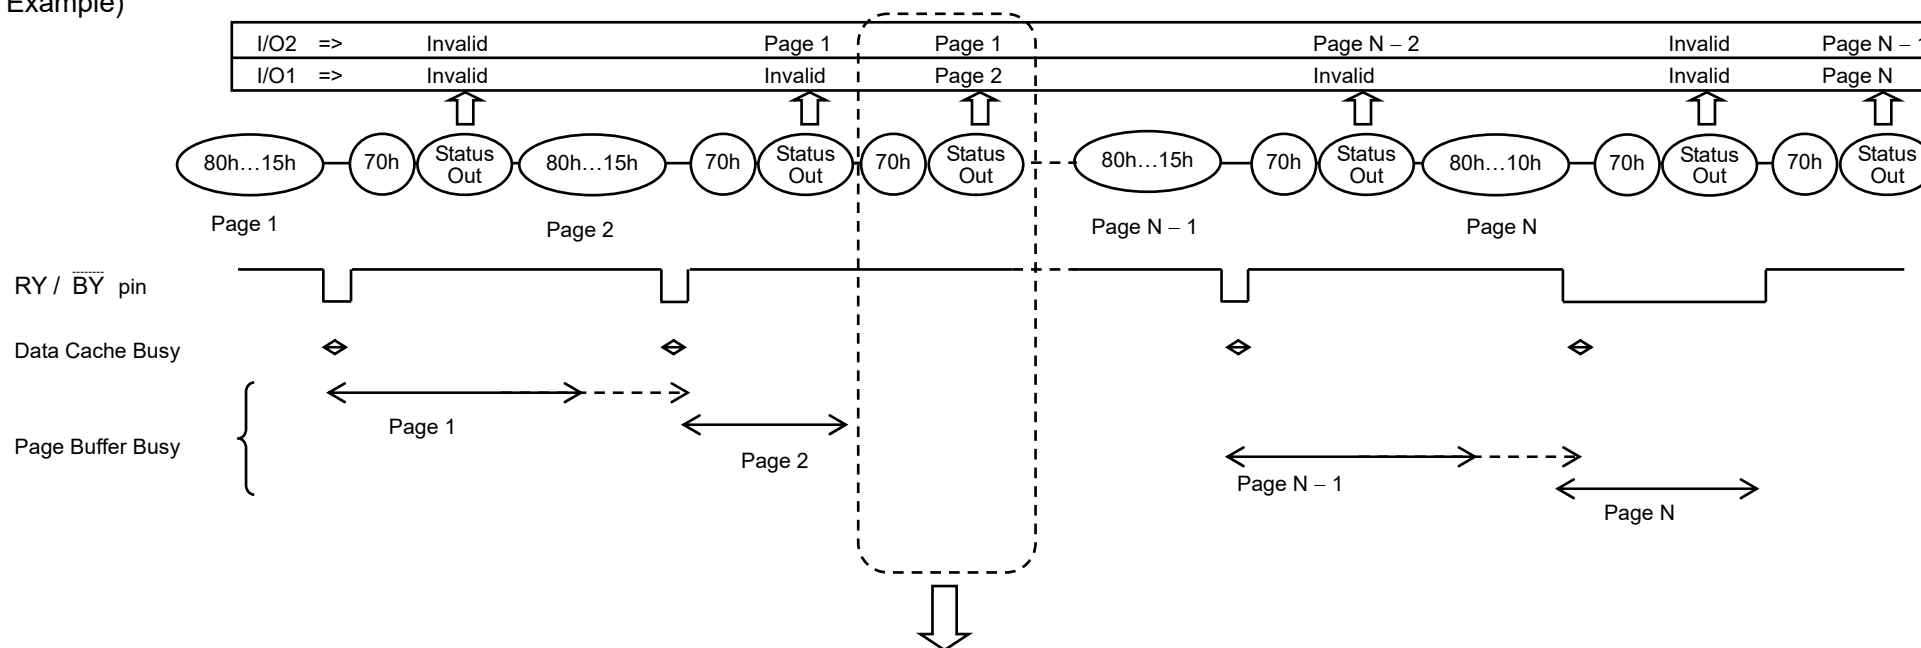 Example)
I/O2 => Invalid Page 1 Page 1 Page N – 2 Invalid Page N – 1
I/O1 => Invalid Invalid Page 2 Invalid Invalid Page N
80h…15h 70h Status Out 80h…15h 70h Status Out 70h Status Out 80h…15h 70h Status Out 80h…10h 70h Status Out 70h Status Out
Page 1 Page 2 Page N – 1 Page N
RY / BY pin
Data Cache Busy
Page 1
Page Buffer Busy
Page 2
Page N – 1
Page N